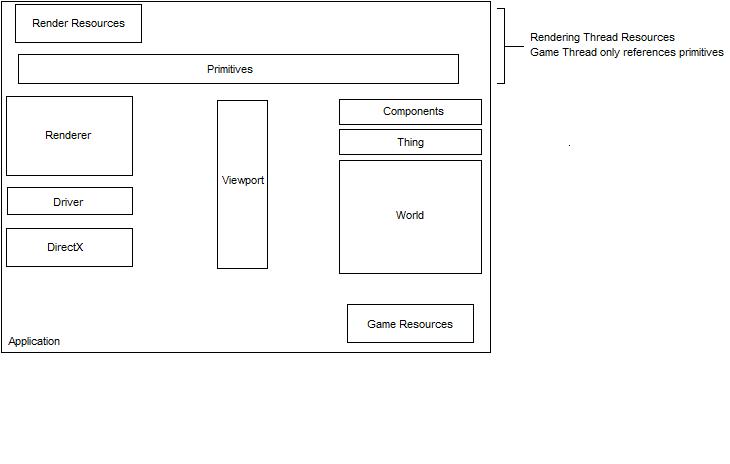 Render Resources
Rendering Thread Resources
Game Thread only references primitives
Primitives
Components
Renderer
Thing
Viewport
Driver
World
DirectX
Game Resources
Application